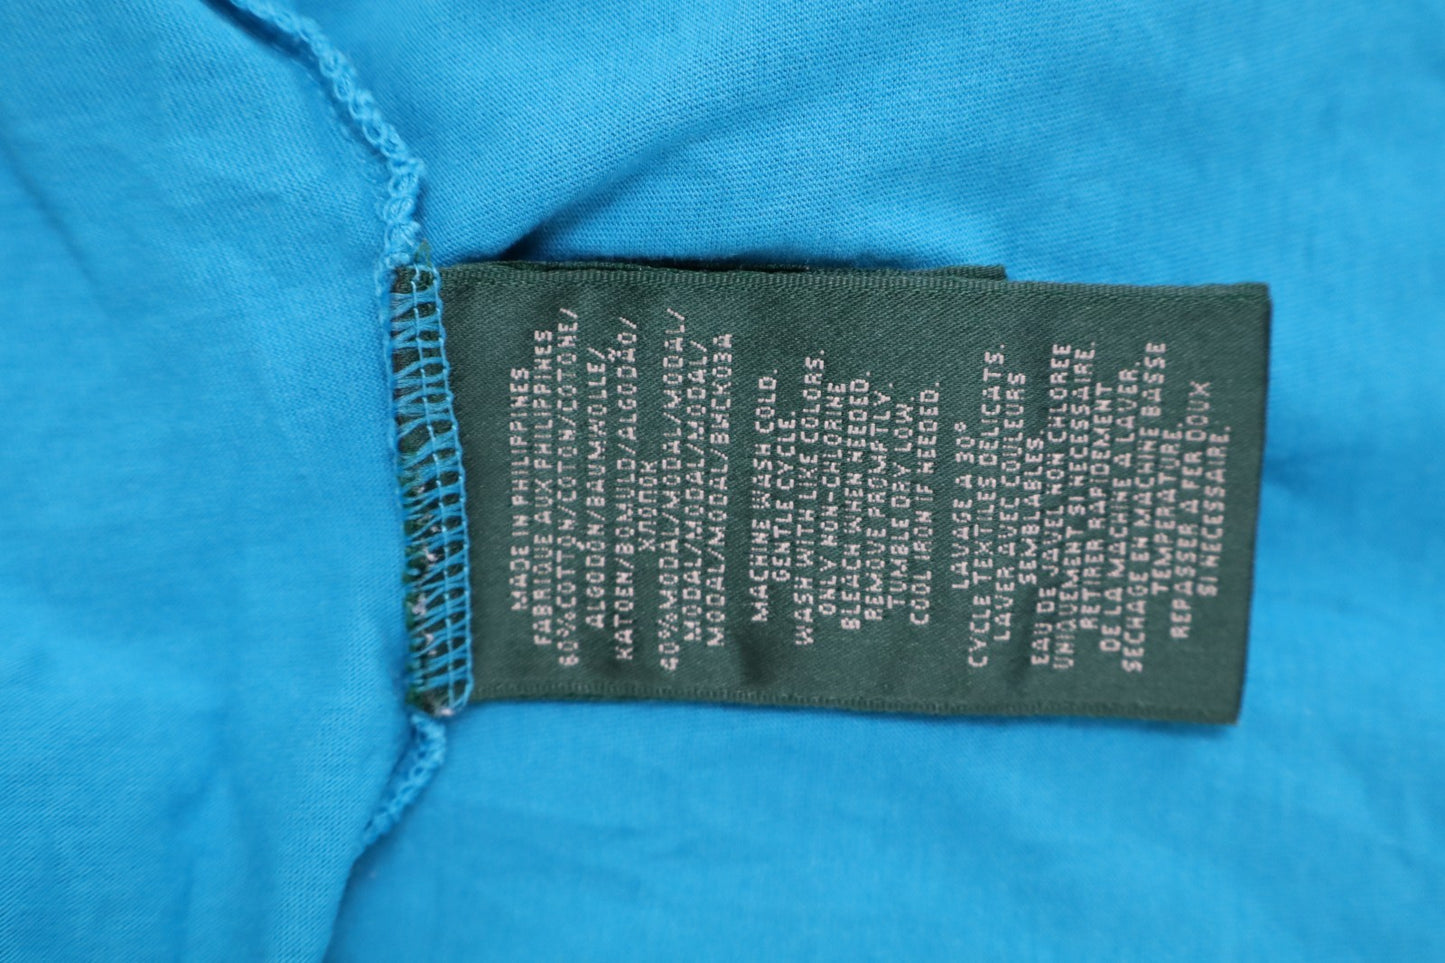 MADE IN PHILIPPINES
FABRIQUE AUX PHILIPPINES
60% COTTON/COTON/COTONE/
ALGODÓN/BAUMWOLLE/
KATOEN/BOMULD/ALGODÃO/
ХЛОПОК
40% MODAL/MODAL/MODAL/
MODAL/MODAL/MODAL/
MODAL/MODAL/ВЫСКОЗА
MACHINE WASH COLD.
GENTLE CYCLE.
WASH WITH LIKE COLORS.
ONLY NON-CHLORINE
BLEACH WHEN NEEDED.
REMOVE PROMPTLY.
TUMBLE DRY LOW.
COOL IRON IF NEEDED.
LAVAGE A 30°
CYCLE TEXTILES DELICATS.
LAVER AVEC COULEURS
SEMBLABLES
EAU DE JAVEL NON CHLOREE
UNIQUEMENT SI NECESSAIRE.
RETIER RAPIDEMENT
DE LA MACHINE A LAVER.
SECHAGE EN MACHINE BASSE
TEMPERATURE.
REPASSER A FER DOUX
SI NECESSAIRE.